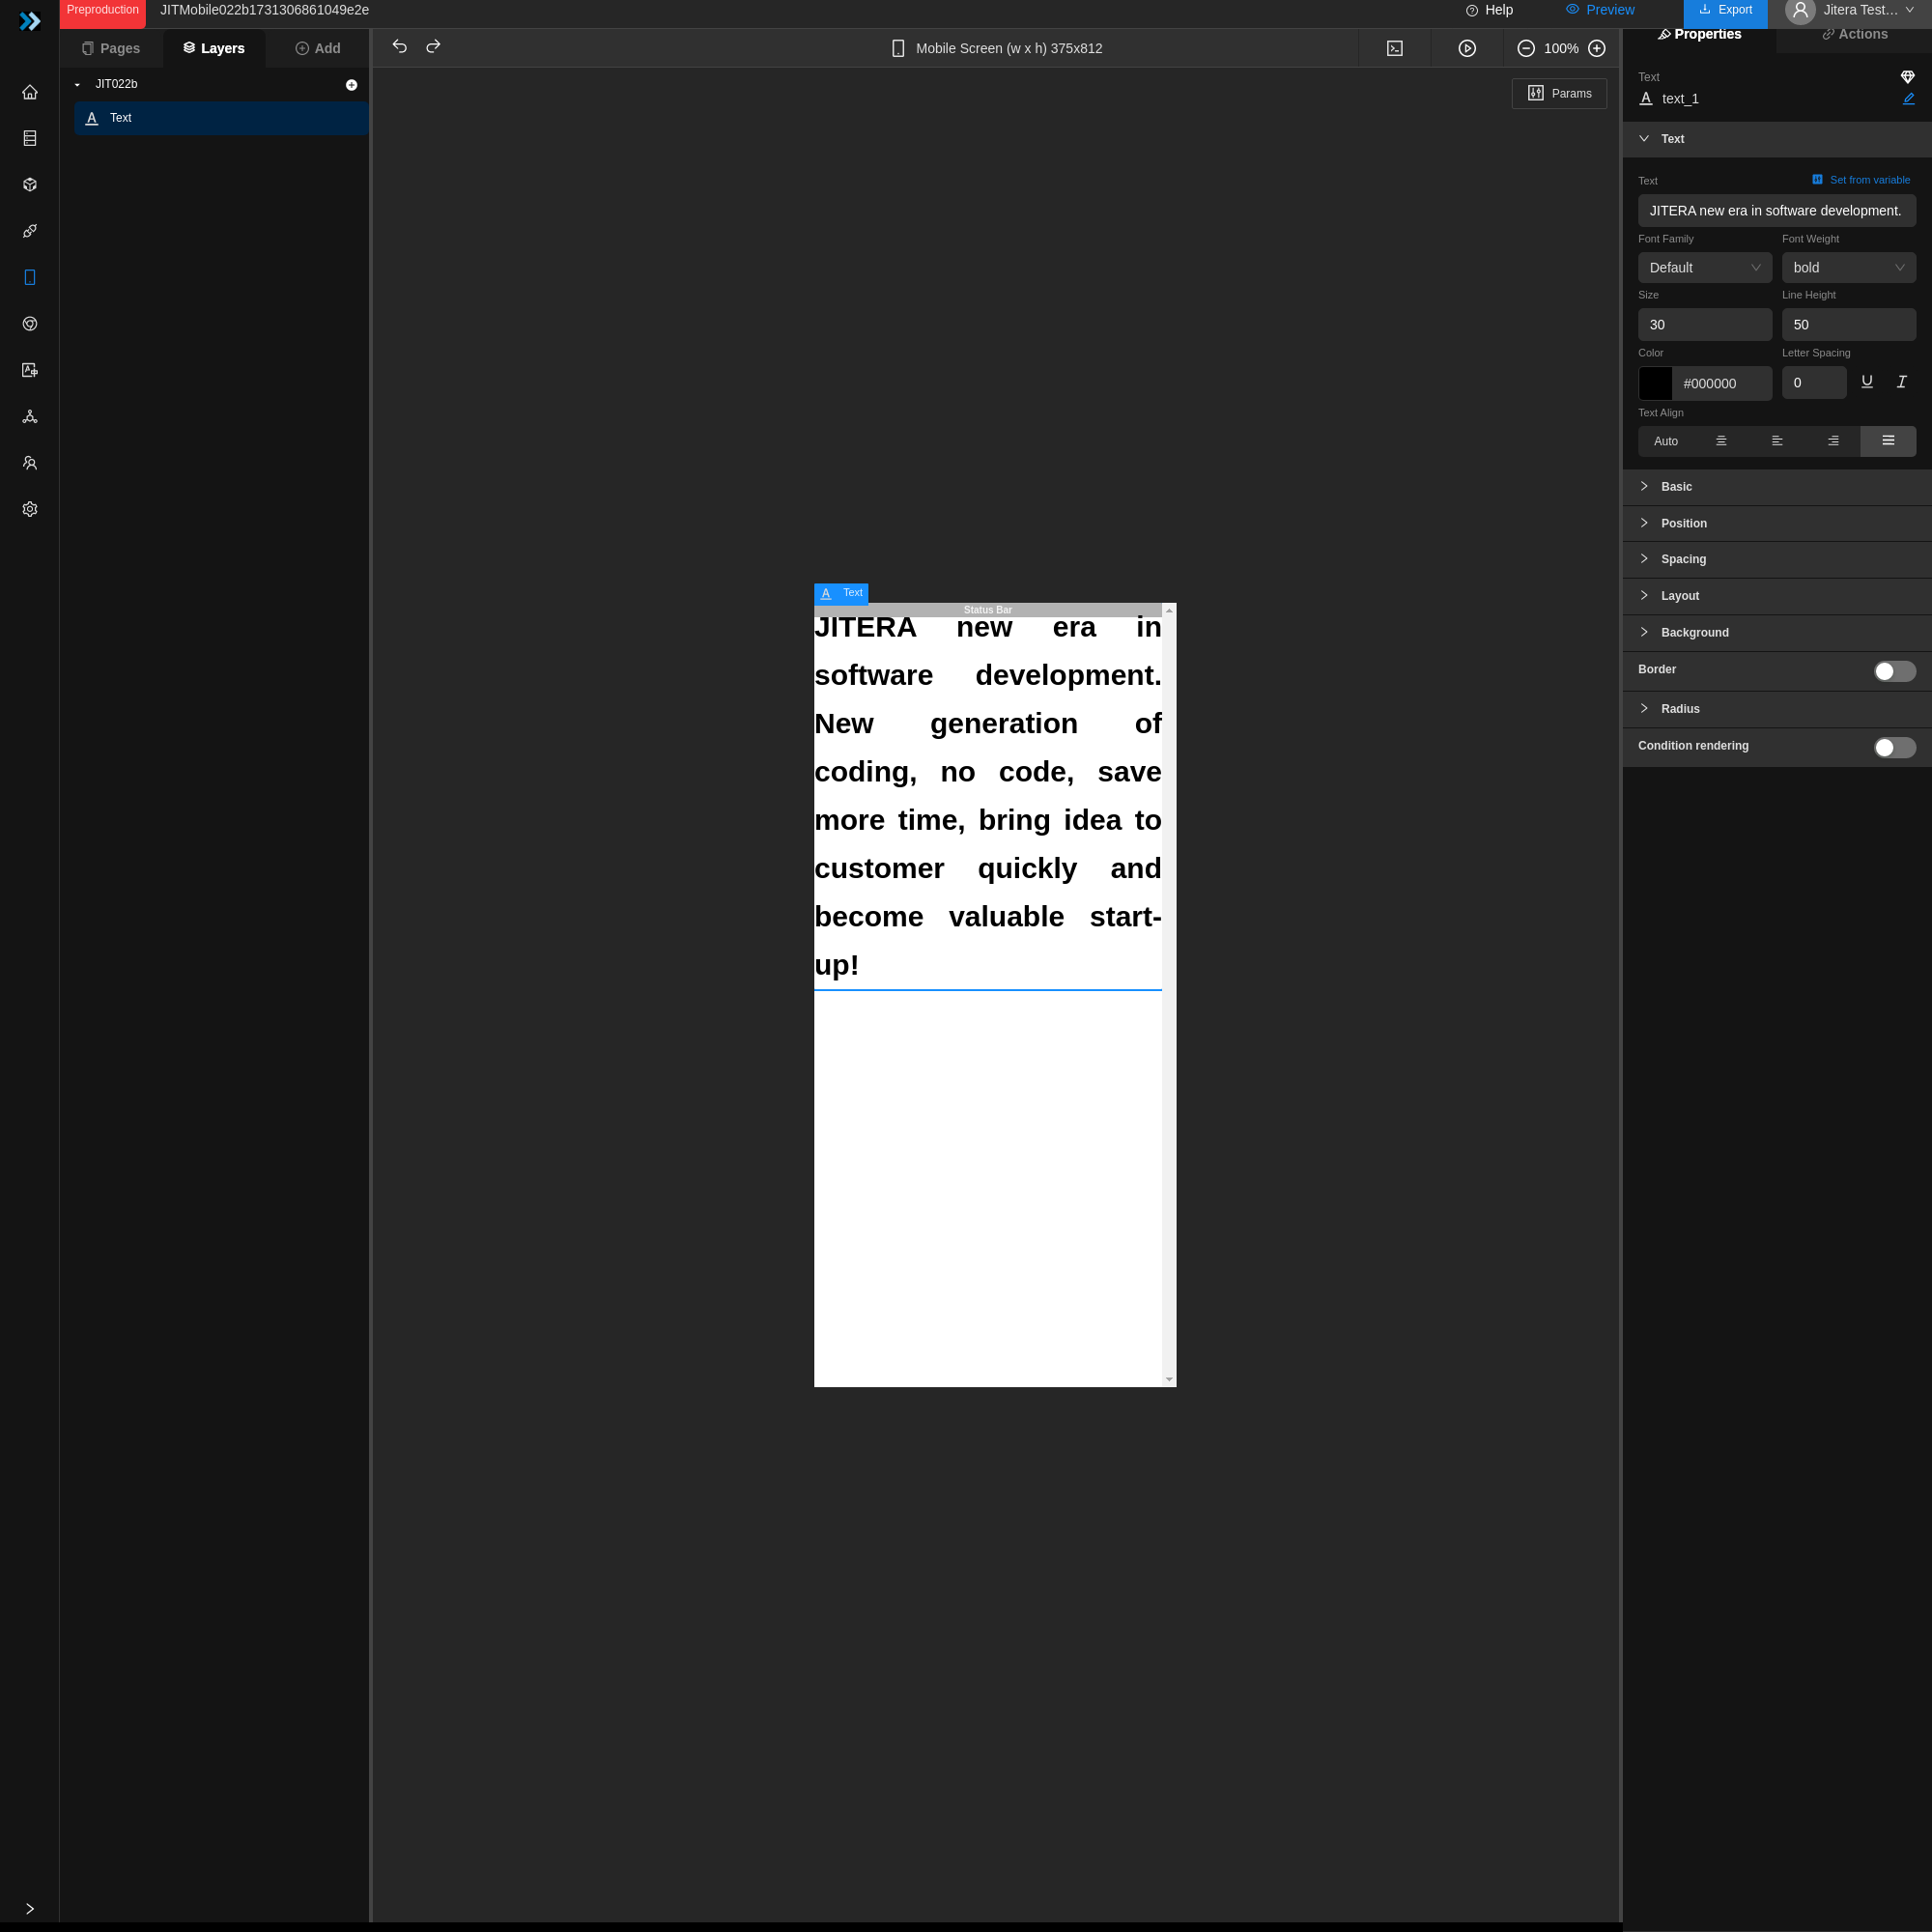 Preproduction
JITMobile022b1731306861049e2e
Help
Preview
Export
Jitera Test...
Pages
Layers
Add
Mobile Screen (w x h) 375x812
100%
Properties
Actions
JIT022b
Text
Params
Text
text_1
Text
Text
Set from variable
JITERA new era in software development.
Font Family
Font Weight
Default
bold
Size
Line Height
30
50
Color
Letter Spacing
#000000
0
Text Align
Auto
Basic
Position
Spacing
Layout
Background
Border
Radius
Condition rendering
Text
Status Bar
JITERA new era in
software development.
New generation of
coding, no code, save
more time, bring idea to
customer quickly and
become valuable start-
up!